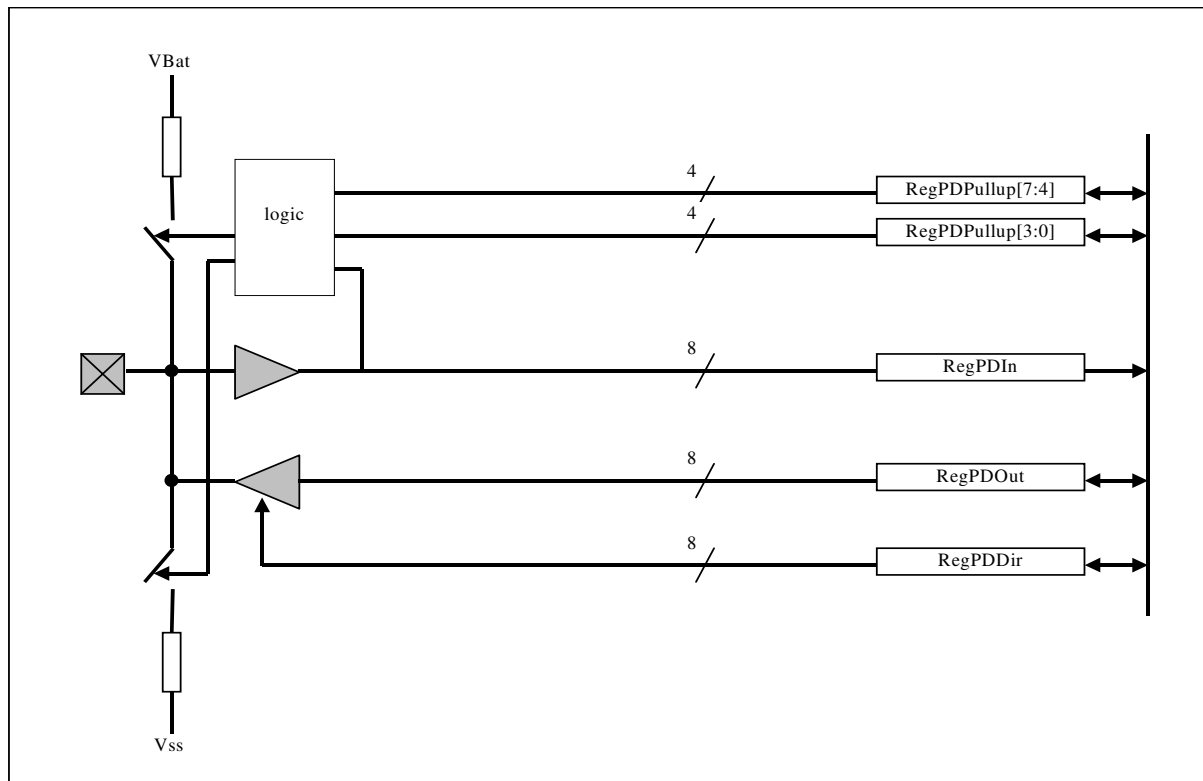 VBat
4
RegPDPullup[7:4]
logic
4
RegPDPullup[3:0]
8
RegPDIn
8
RegPDOut
8
RegPDDir
Vss